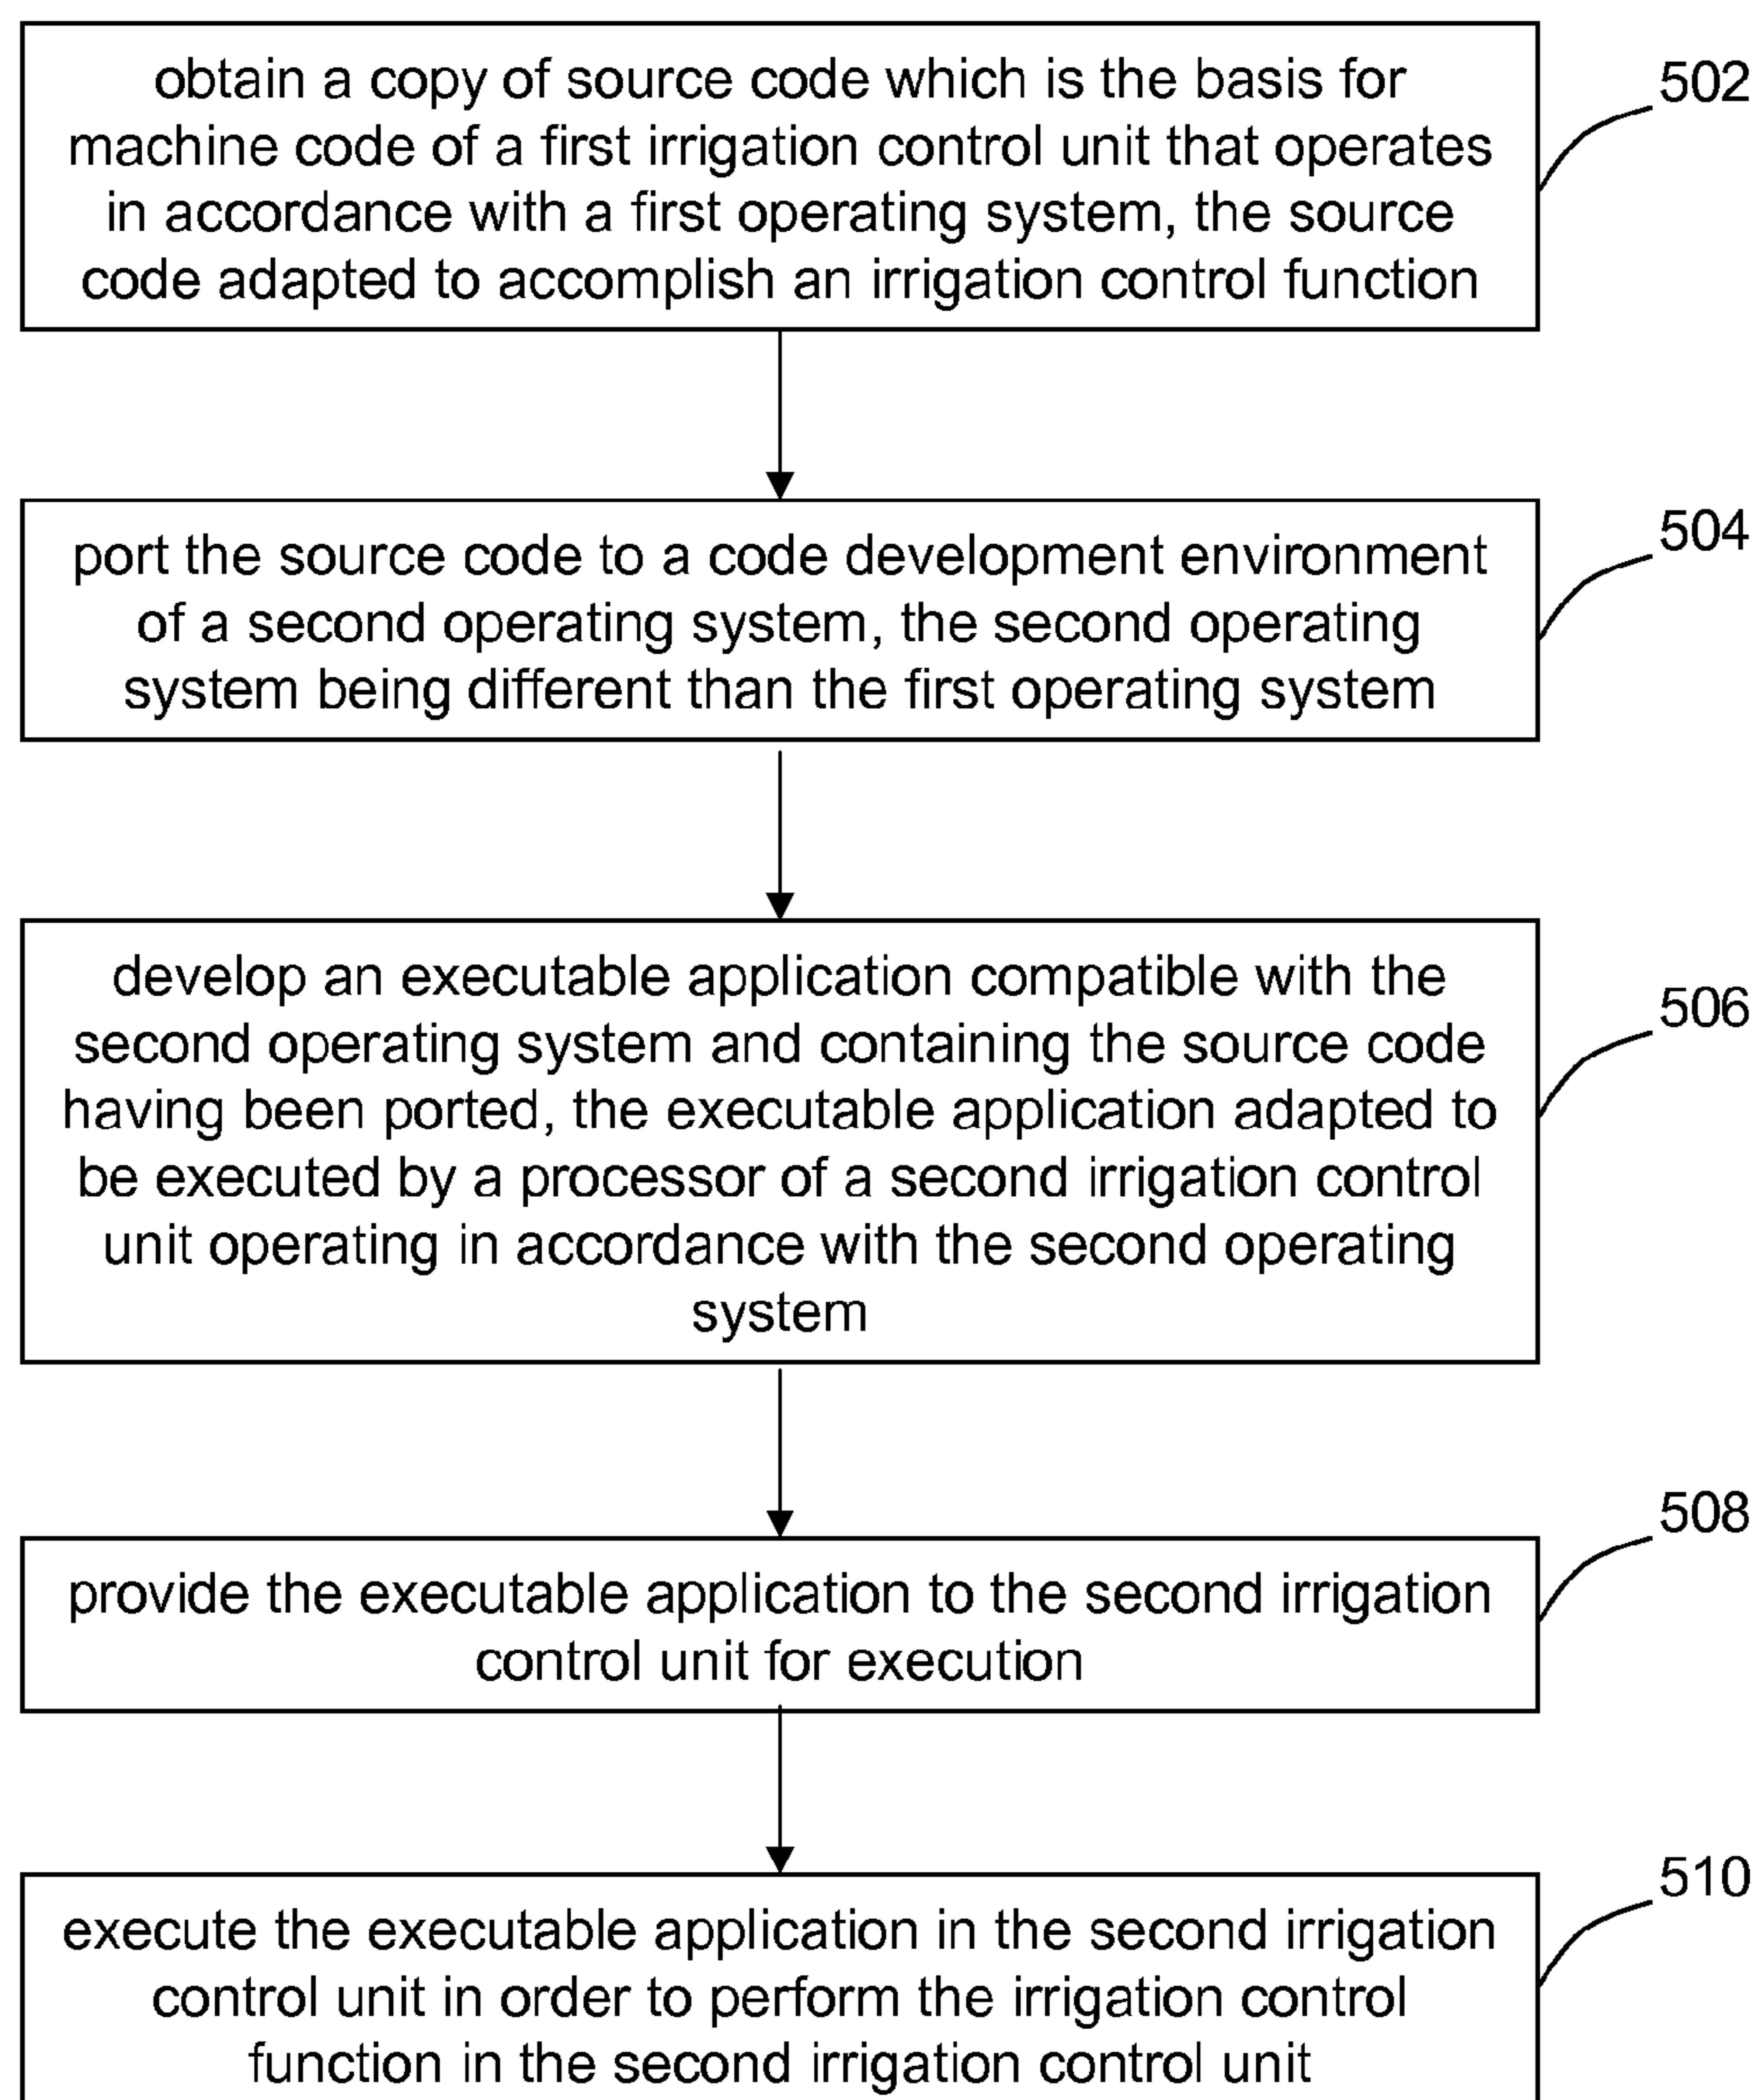 obtain a copy of source code which is the basis for
machine code of a first irrigation control unit that operates
in accordance with a first operating system, the source
code adapted to accomplish an irrigation control function
502
port the source code to a code development environment
of a second operating system, the second operating
system being different than the first operating system
504
develop an executable application compatible with the
second operating system and containing the source code
having been ported, the executable application adapted to
be executed by a processor of a second irrigation control
unit operating in accordance with the second operating
system
506
provide the executable application to the second irrigation
control unit for execution
508
execute the executable application in the second irrigation
control unit in order to perform the irrigation control
function in the second irrigation control unit
510